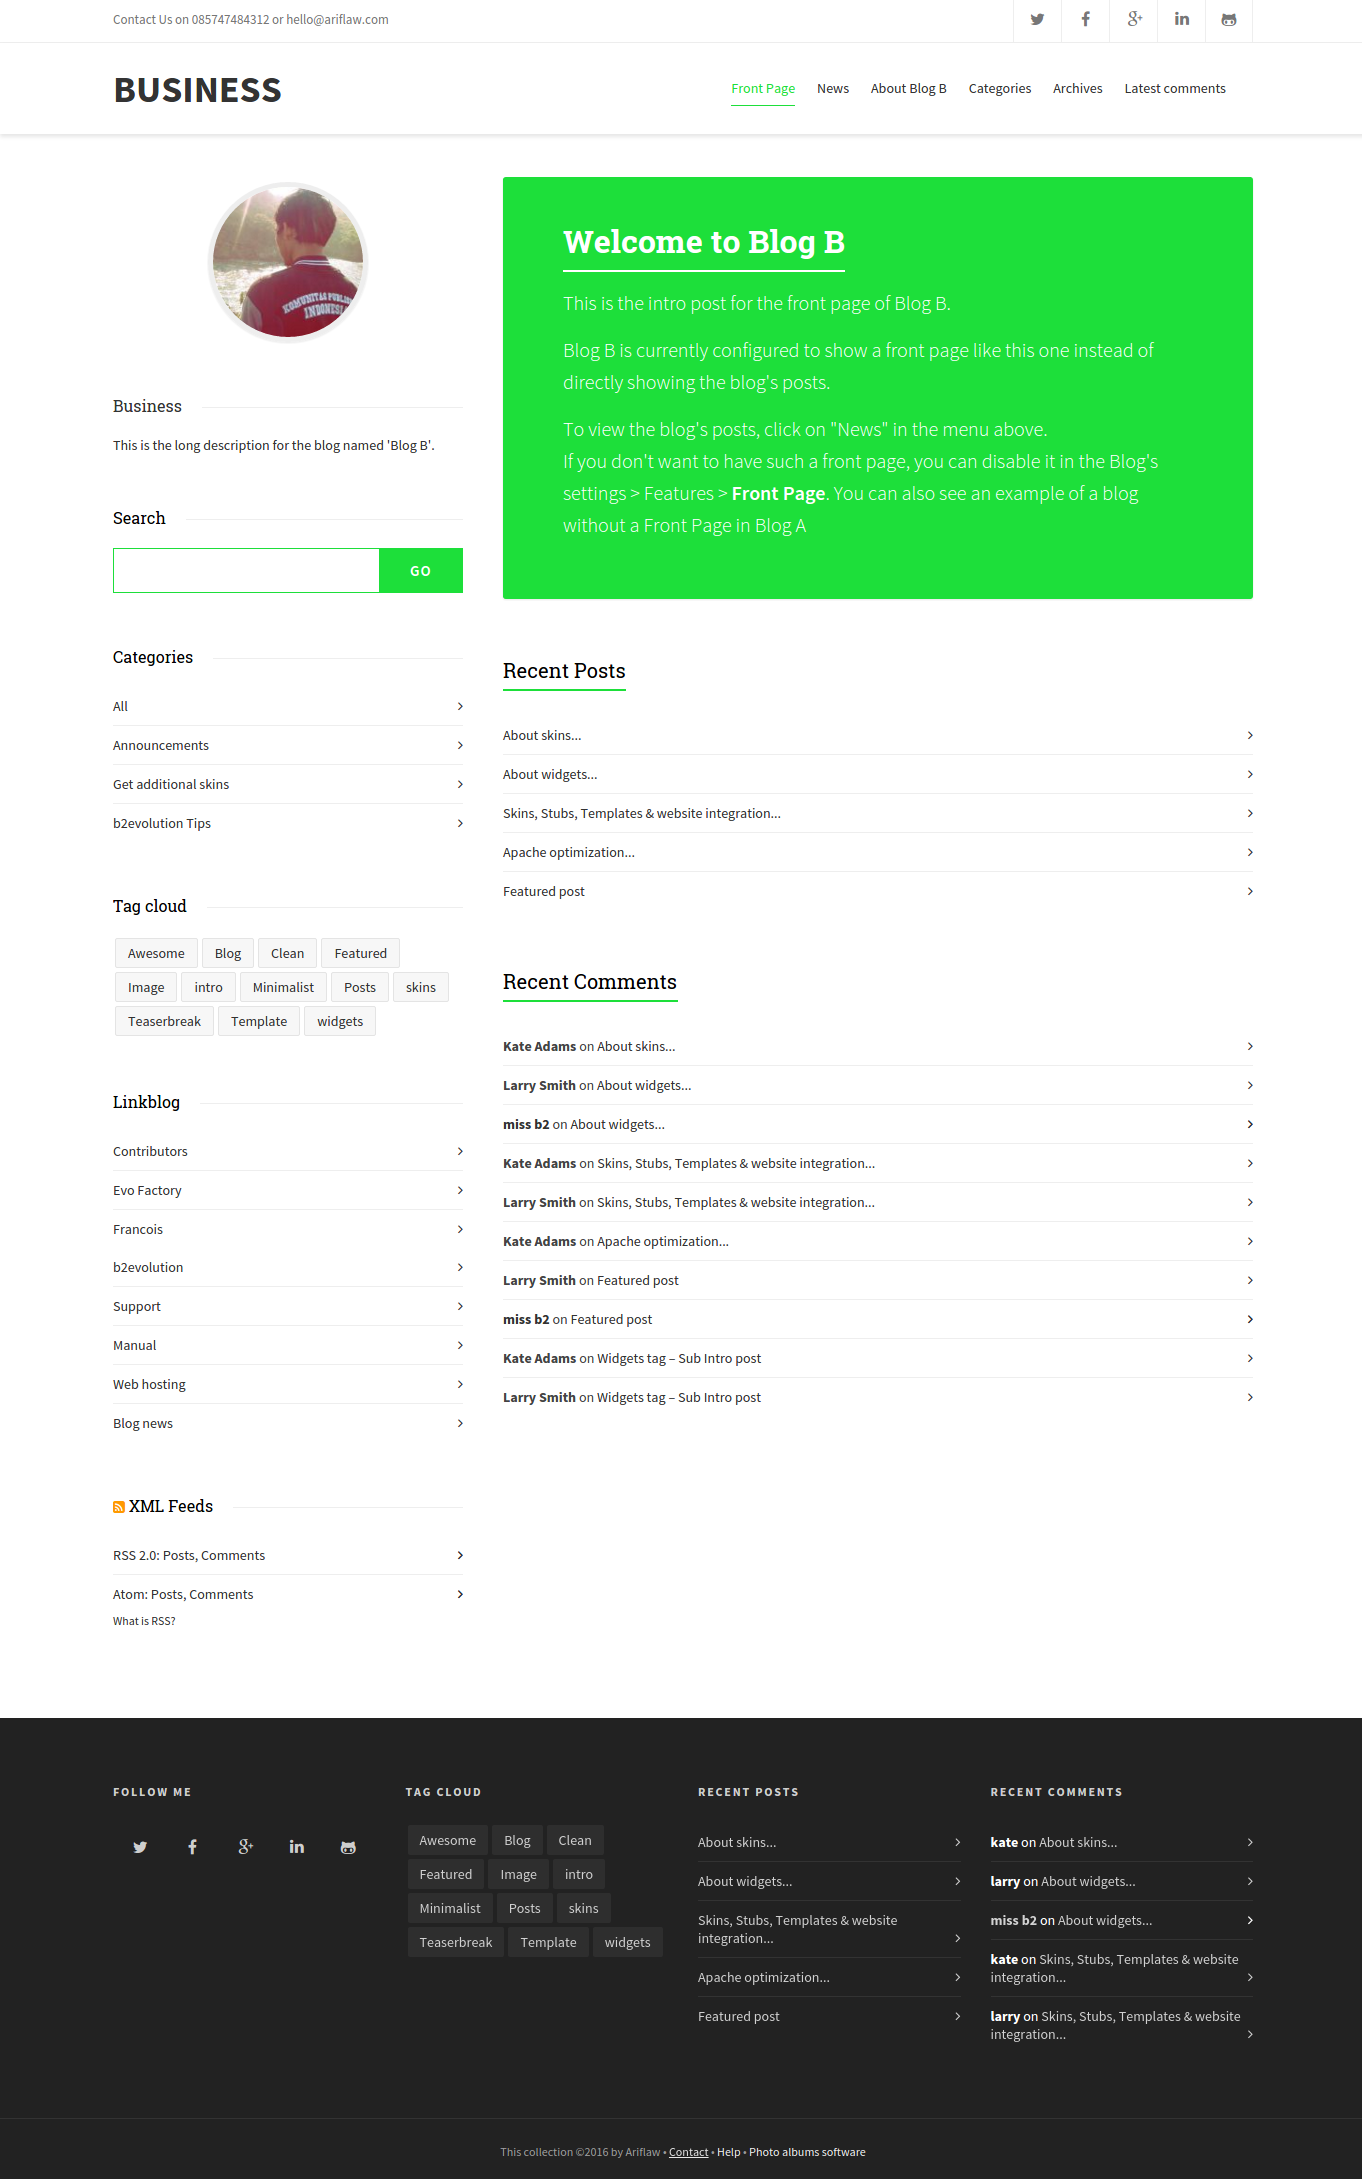 Contact Us on 085747484312 or hello@ariflaw.com
BUSINESS
Front Page
News
About Blog B
Categories
Archives
Latest comments
KOMUNITAS PUBLIC
INDONESIA
Business
This is the long description for the blog named 'Blog B'.
Search
GO
Categories
All
Announcements
Get additional skins
b2evolution Tips
Tag cloud
Awesome Blog Clean Featured
Image intro Minimalist Posts skins
Teaserbreak Template widgets
Linkblog
Contributors
Evo Factory
Francois
b2evolution
Support
Manual
Web hosting
Blog news
XML Feeds
RSS 2.0: Posts, Comments
Atom: Posts, Comments
What is RSS?
Welcome to Blog B
This is the intro post for the front page of Blog B.
Blog B is currently configured to show a front page like this one instead of
directly showing the blog's posts.
To view the blog's posts, click on "News" in the menu above.
If you don't want to have such a front page, you can disable it in the Blog's
settings > Features > Front Page. You can also see an example of a blog
without a Front Page in Blog A
Recent Posts
About skins...
About widgets...
Skins, Stubs, Templates & website integration...
Apache optimization...
Featured post
Recent Comments
Kate Adams on About skins...
Larry Smith on About widgets...
miss b2 on About widgets...
Kate Adams on Skins, Stubs, Templates & website integration...
Larry Smith on Skins, Stubs, Templates & website integration...
Kate Adams on Apache optimization...
Larry Smith on Featured post
miss b2 on Featured post
Kate Adams on Widgets tag – Sub Intro post
Larry Smith on Widgets tag – Sub Intro post
FOLLOW ME
TAG CLOUD
Awesome Blog Clean
Featured Image intro
Minimalist Posts skins
Teaserbreak Template widgets
RECENT POSTS
About skins...
About widgets...
Skins, Stubs, Templates & website
integration...
Apache optimization...
Featured post
RECENT COMMENTS
kate on About skins...
larry on About widgets...
miss b2 on About widgets...
kate on Skins, Stubs, Templates & website
integration...
larry on Skins, Stubs, Templates & website
integration...
This collection ©2016 by Ariflaw • Contact • Help • Photo albums software